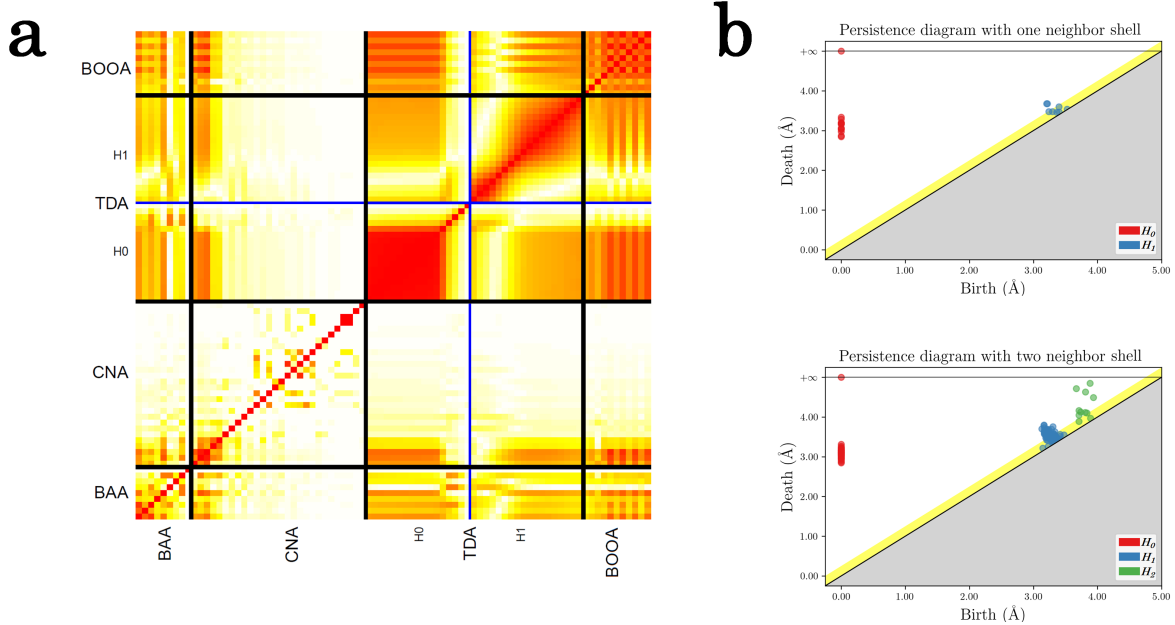 a
BOOA
H1
TDA
H0
CNA
BAA
BAA
CNA
H0
TDA
H1
BOOA
b
Persistence diagram with one neighbor shell
+∞
4.00
3.00
2.00
1.00
0.00
Death (Å)
0.00 1.00 2.00 3.00 4.00 5.00
Birth (Å)
H0
H1
Persistence diagram with two neighbor shell
+∞
4.00
3.00
2.00
1.00
0.00
Death (Å)
0.00 1.00 2.00 3.00 4.00 5.00
Birth (Å)
H0
H1
H2